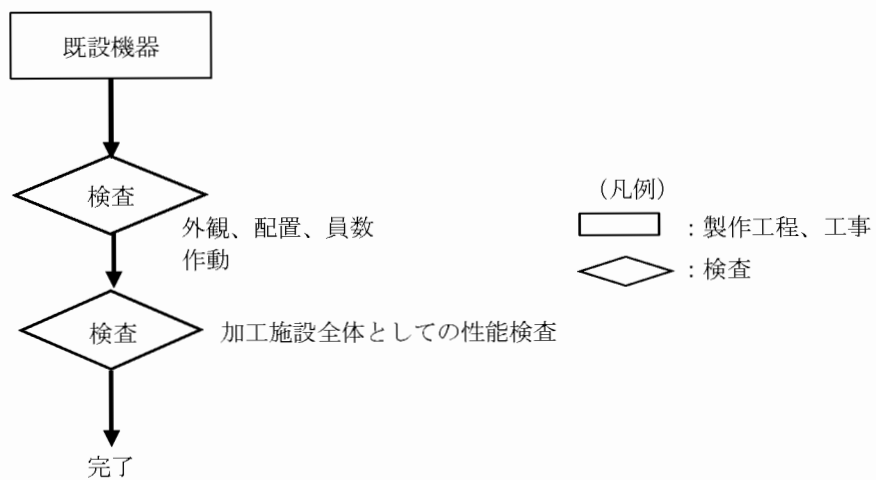 既設機器
検査
外観、配置、員数
作動
検査
加工施設全体としての性能検査
完了
（凡例）
：製作工程、工事
：検査